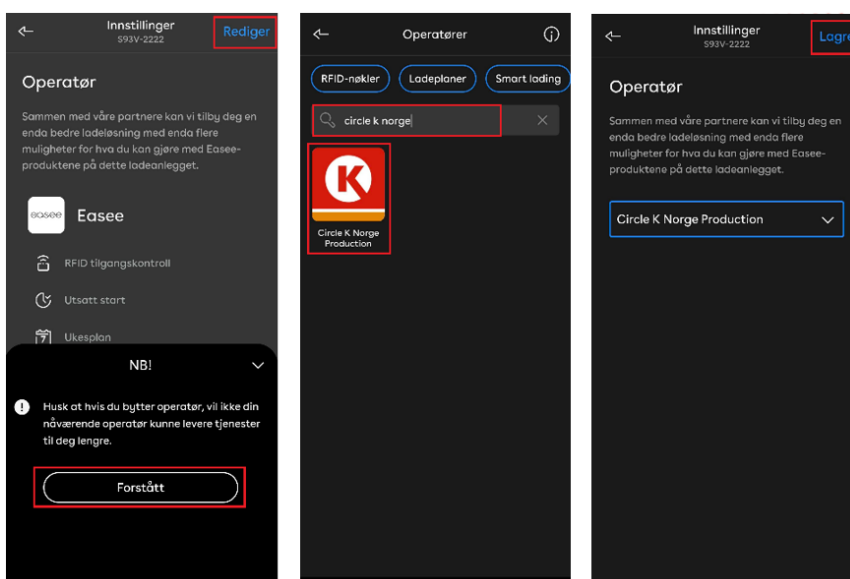 Innstillinger
S93V-2222
Rediger
Operatør
Sammen med våre partnere kan vi tilby deg en
enda bedre ladeløsning med enda flere
muligheter for hva du kan gjøre med Easee-
produktene på dette ladeanlegget.
easee
Easee
RFID tilgangskontroll
Utsatt start
Ukesplan
NB!
Husk at hvis du bytter operatør, vil ikke din
nåværende operatør kunne levere tjenester
til deg lengre.
Forstått
Operatører
RFID-nøkler
Ladeplaner
Smart lading
circle k norge
K
Circle K Norge
Production
Innstillinger
S93V-2222
Lagre
Operatør
Sammen med våre partnere kan vi tilby deg en
enda bedre ladeløsning med enda flere
muligheter for hva du kan gjøre med Easee-
produktene på dette ladeanlegget.
Circle K Norge Production